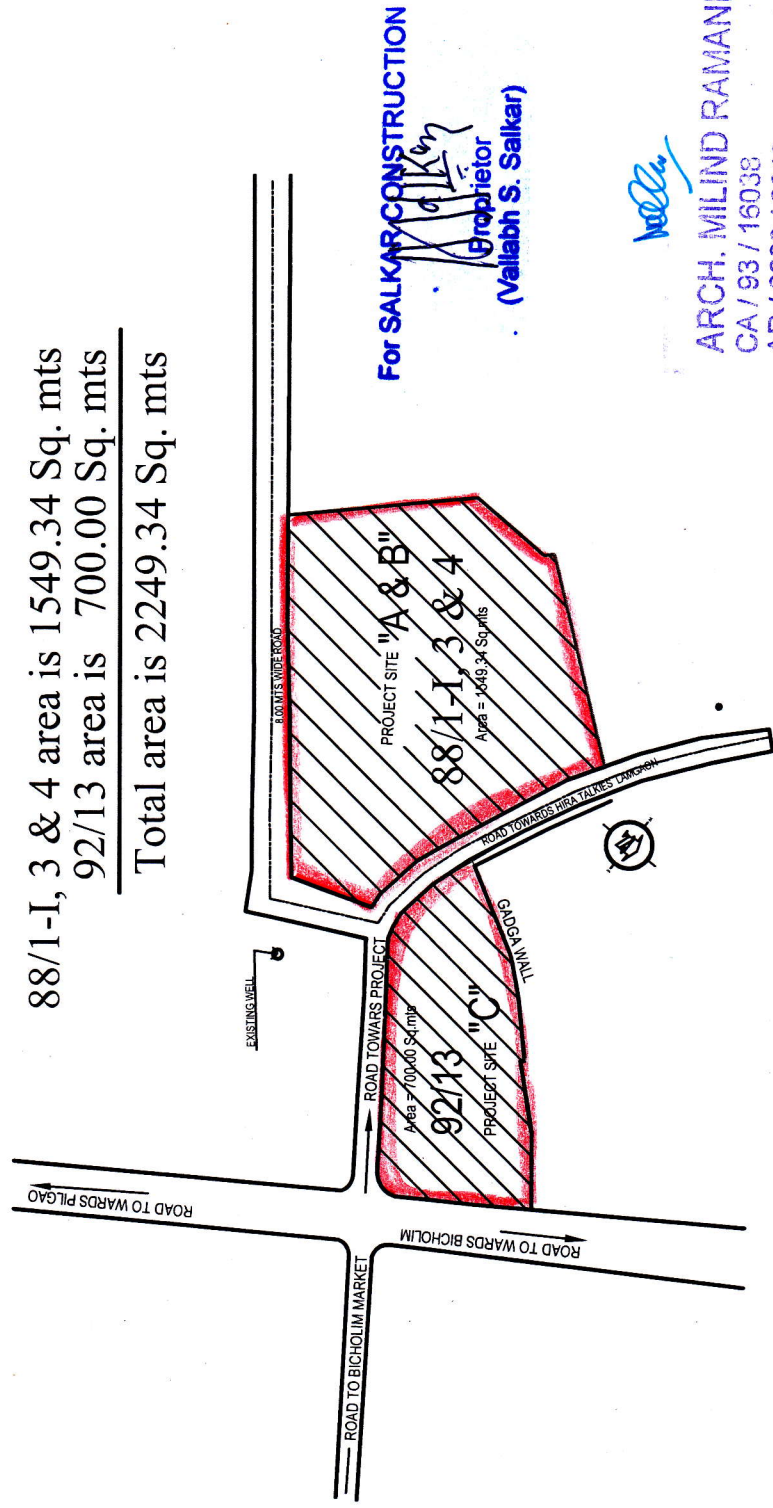 88/1-I, 3 & 4 area is 1549.34 Sq. mts
92/13 area is 700.00 Sq. mts
Total area is 2249.34 Sq. mts
8.00 MTS WIDE ROAD
EXISTING WELL
PROJECT SITE "A & B"
88/1-I, 3 & 4
Area = 1549.34 Sq.mts
ROAD TOWARDS HIRA TALKIES LAMGAON
ROAD TOWARS PROJECT
Area = 700.00 Sq.mts
92/13
PROJECT SITE "C"
GADGA WALL
ROAD TO WARDS PILGAO
ROAD TO WARDS BICHOLIM
ROAD TO BICHOLIM MARKET
For SALKAR CONSTRUCTION
Proprietor
(Vallabh S. Salkar)
ARCH. MILIND RAMANI
CA / 93 / 16038